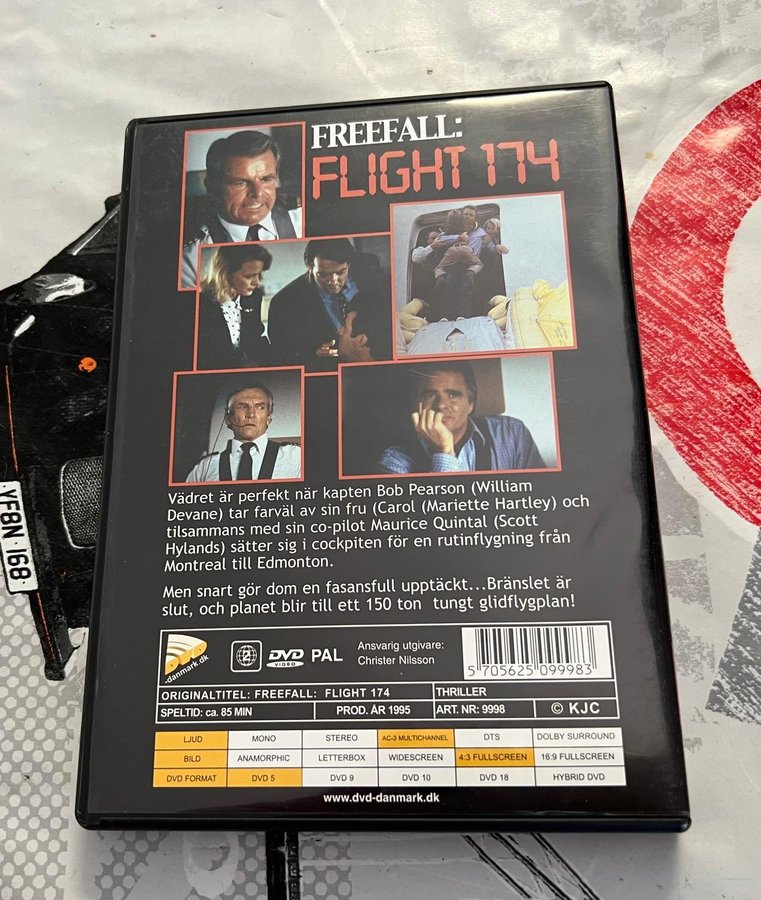 FREEFALL:
FLIGHT 174
Vädret är perfekt när kapten Bob Pearson (William
Devane) tar farväl av sin fru (Carol (Mariette Hartley) och
tilsammans med sin co-pilot Maurice Quintal (Scott
Hylands) sätter sig i cockpiten för en rutinflygning från
Montreal till Edmonton.
Men snart gör dom en fasansfull upptäckt...Bränslet är
slut, och planet blir till ett 150 ton tungt glidflygplan!
DVD
.danmark.dk
2
DVD
VIDEO
PAL
Ansvarig utgivare:
Christer Nilsson
5 705625 099983
ORIGINALTITEL: FREEFALL: FLIGHT 174
THRILLER
SPELTID: ca. 85 MIN
PROD. ÅR 1995
ART. NR: 9998
© KJC
LJUD MONO STEREO AC-3 MULTICHANNEL DTS DOLBY SURROUND
BILD ANAMORPHIC LETTERBOX WIDESCREEN 4:3 FULLSCREEN 16:9 FULLSCREEN
DVD FORMAT DVD 5 DVD 9 DVD 10 DVD 18 HYBRID DVD
www.dvd-danmark.dk
YF8N 168